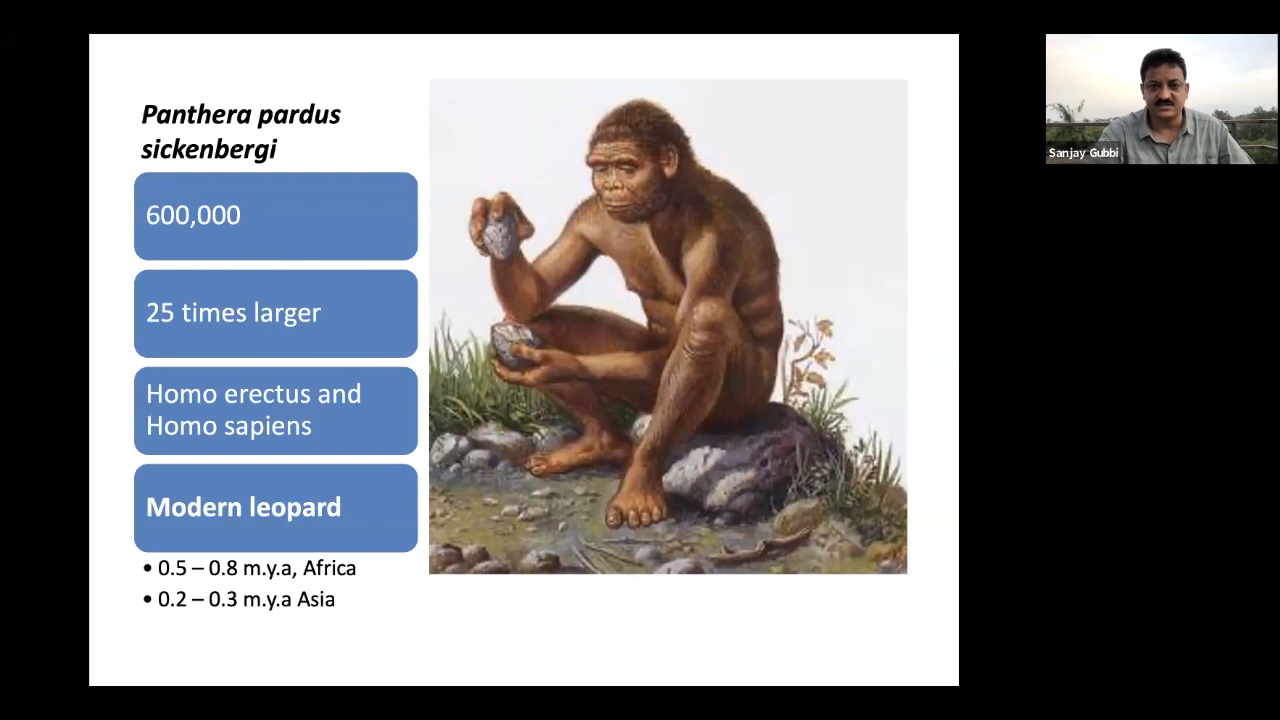 Panthera pardus
sickenbergi
600,000
25 times larger
Homo erectus and
Homo sapiens
Modern leopard
• 0.5 – 0.8 m.y.a, Africa
• 0.2 – 0.3 m.y.a Asia
Sanjay Gubbi